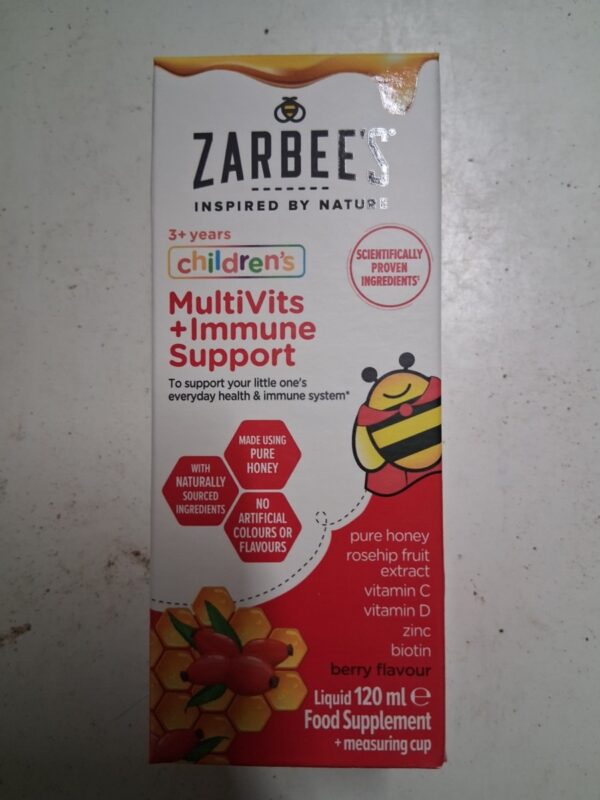 ZARBEE'S
INSPIRED BY NATURE
3+ years
children's
SCIENTIFICALLY
PROVEN
INGREDIENTS†
MultiVits
+Immune
Support
To support your little one's
everyday health & immune system*
MADE USING
PURE
HONEY
WITH
NATURALLY
SOURCED
INGREDIENTS
NO
ARTIFICIAL
COLOURS OR
FLAVOURS
pure honey
rosehip fruit
extract
vitamin C
vitamin D
zinc
biotin
berry flavour
Liquid 120 ml ℮
Food Supplement
+ measuring cup